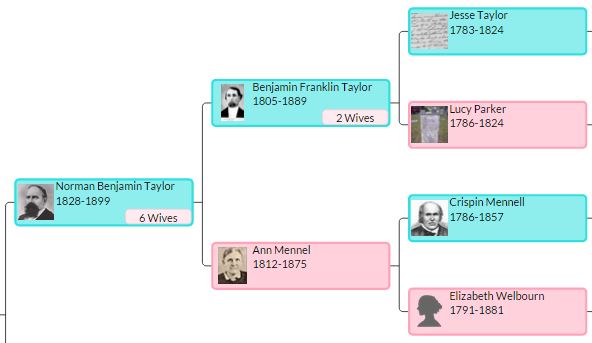 Jesse Taylor
1783-1824
Benjamin Franklin Taylor
1805-1889
2 Wives
Lucy Parker
1786-1824
Norman Benjamin Taylor
1828-1899
6 Wives
Crispin Mennell
1786-1857
Ann Mennel
1812-1875
Elizabeth Welbourn
1791-1881